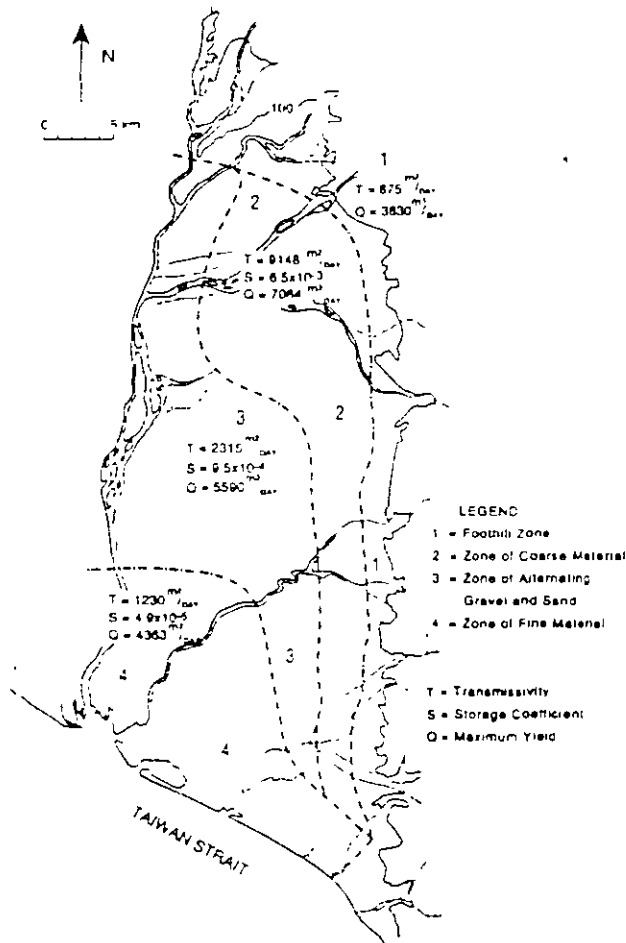 N
0 5 km
100
1
T = 675 m²/DAY
Q = 3630 m³/DAY
2
T = 9148 m²/DAY
S = 6.5x10-3
Q = 7064 m³/DAY
2
3
T = 2315 m²/DAY
S = 9.5x10-4
Q = 5590 m³/DAY
LEGEND
1 = Foothill Zone
2 = Zone of Coarse Material
3 = Zone of Alternating
Gravel and Sand
4 = Zone of Fine Material
1
T = 1230 m²/DAY
S = 4.9x10-5
Q = 4363 m³/DAY
3
T = Transmissivity
S = Storage Coefficient
Q = Maximum Yield
4
TAIWAN STRAIT